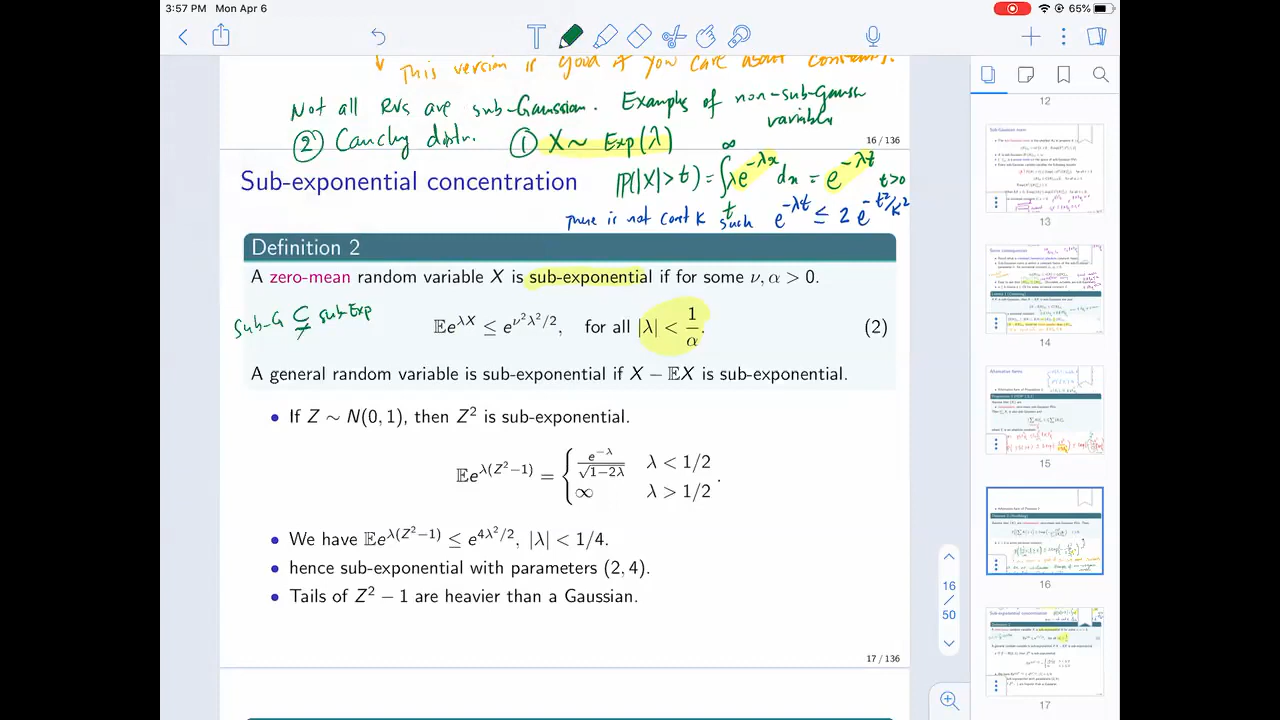 3:57 PM Mon Apr 6
65%
This version is good if you care about constants.
Not all RVs are sub-Gaussian. Examples of non-sub-Gaussian variables
② Cauchy distn. ① X ~ Exp(λ)
16 / 136
Sub-exponential concentration
P(|X|>t) = ∫_t^∞ λe^{-λx} dx = e^{-λt} t>0
There is not const K such e^{-λt} ≤ 2 e^{-t²/K²}
Definition 2
A zero-mean random variable X is sub-exponential if for some ν, α > 0
sub-G ⊊ sub-exp
𝔼e^{λX} ≤ e^{ν²λ²/2}, for all |λ| < 1/α. (2)
A general random variable is sub-exponential if X − 𝔼X is sub-exponential.
• If Z ∼ N(0, 1), then Z² is sub-exponential.
𝔼e^{λ(Z²−1)} = { e^{−λ}/√(1−2λ) λ < 1/2
∞ λ > 1/2 .
• We have 𝔼e^{λ(Z²−1)} ≤ e^{4λ²/2}, |λ| < 1/4.
• hence sub-exponential with parameters (2, 4).
• Tails of Z² − 1 are heavier than a Gaussian.
17 / 136
12
13
14
15
16
17
16
50